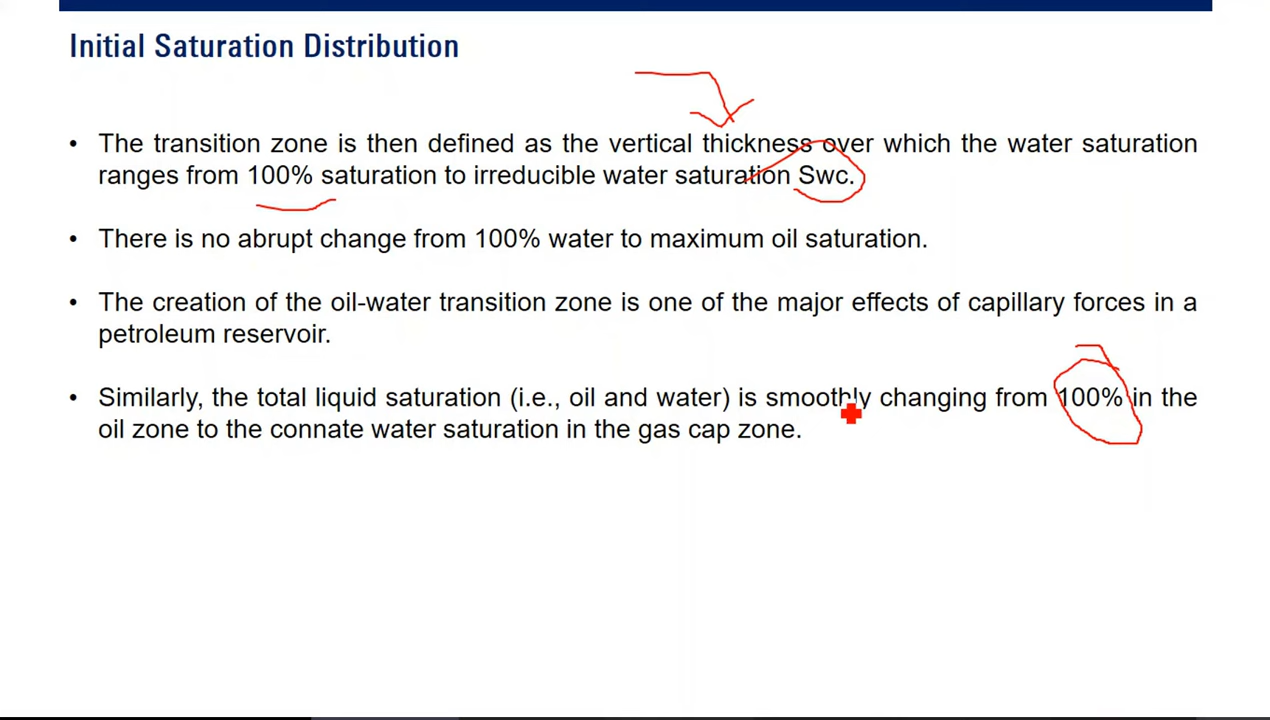 Initial Saturation Distribution
• The transition zone is then defined as the vertical thickness over which the water saturation
ranges from 100% saturation to irreducible water saturation Swc.
• There is no abrupt change from 100% water to maximum oil saturation.
• The creation of the oil-water transition zone is one of the major effects of capillary forces in a
petroleum reservoir.
• Similarly, the total liquid saturation (i.e., oil and water) is smoothly changing from 100% in the
oil zone to the connate water saturation in the gas cap zone.